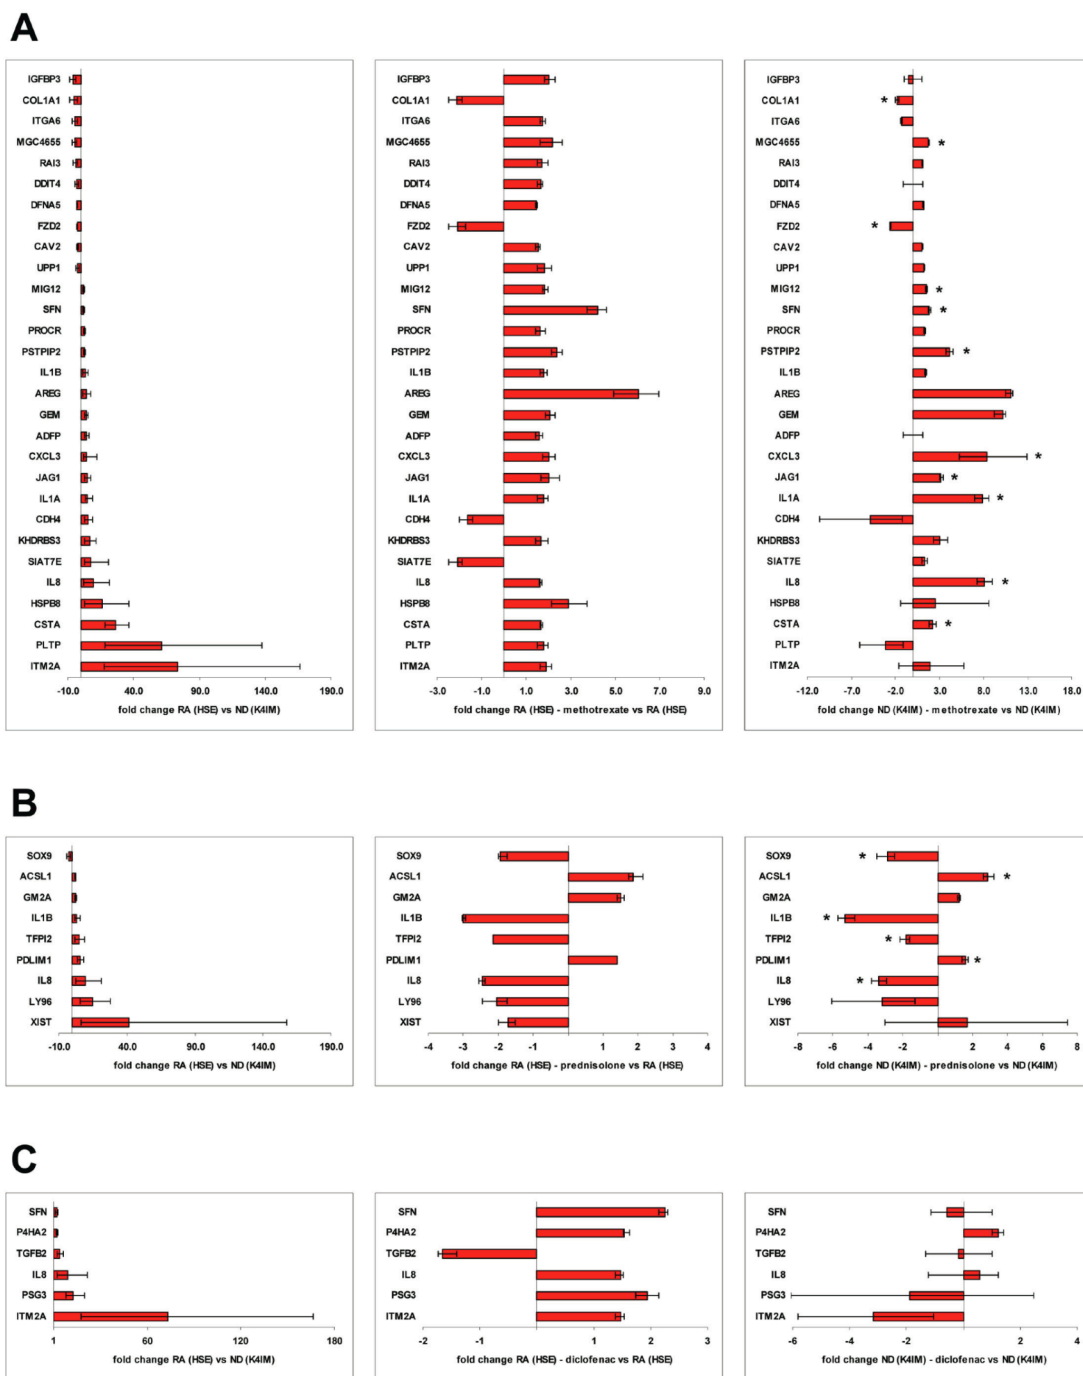 A
IGFBP3
COL1A1
ITGA6
MGC4655
RAI3
DDIT4
DFNA5
FZD2
CAV2
UPP1
MIG12
SFN
PROCR
PSTPIP2
IL1B
AREG
GEM
ADFP
CXCL3
JAG1
IL1A
CDH4
KHDRBS3
SIAT7E
IL8
HSPB8
CSTA
PLTP
ITM2A
-10.0 40.0 90.0 140.0 190.0
fold change RA (HSE) vs ND (K4IM)
IGFBP3
COL1A1
ITGA6
MGC4655
RAI3
DDIT4
DFNA5
FZD2
CAV2
UPP1
MIG12
SFN
PROCR
PSTPIP2
IL1B
AREG
GEM
ADFP
CXCL3
JAG1
IL1A
CDH4
KHDRBS3
SIAT7E
IL8
HSPB8
CSTA
PLTP
ITM2A
-3.0 -1.0 1.0 3.0 5.0 7.0 9.0
fold change RA (HSE) - methotrexate vs RA (HSE)
IGFBP3
COL1A1 *
ITGA6
MGC4655 *
RAI3
DDIT4
DFNA5
FZD2 *
CAV2
UPP1
MIG12 *
SFN *
PROCR
PSTPIP2 *
IL1B
AREG
GEM
ADFP
CXCL3 *
JAG1 *
IL1A *
CDH4
KHDRBS3
SIAT7E
IL8 *
HSPB8
CSTA *
PLTP
ITM2A
-12.0 -7.0 -2.0 3.0 8.0 13.0 18.0
fold change ND (K4IM) - methotrexate vs ND (K4IM)
B
SOX9
ACSL1
GM2A
IL1B
TFPI2
PDLIM1
IL8
LY96
XIST
-10.0 40.0 90.0 140.0 190.0
fold change RA (HSE) vs ND (K4IM)
SOX9
ACSL1
GM2A
IL1B
TFPI2
PDLIM1
IL8
LY96
XIST
-4 -3 -2 -1 0 1 2 3 4
fold change RA (HSE) - prednisolone vs RA (HSE)
SOX9 *
ACSL1 *
GM2A
IL1B *
TFPI2 *
PDLIM1 *
IL8 *
LY96
XIST
-8 -6 -4 -2 0 2 4 6 8
fold change ND (K4IM) - prednisolone vs ND (K4IM)
C
SFN
P4HA2
TGFB2
IL8
PSG3
ITM2A
1 60 120 180
fold change RA (HSE) vs ND (K4IM)
SFN
P4HA2
TGFB2
IL8
PSG3
ITM2A
-2 -1 0 1 2 3
fold change RA (HSE) - diclofenac vs RA (HSE)
SFN
P4HA2
TGFB2
IL8
PSG3
ITM2A
-6 -4 -2 0 2 4
fold change ND (K4IM) - diclofenac vs ND (K4IM)